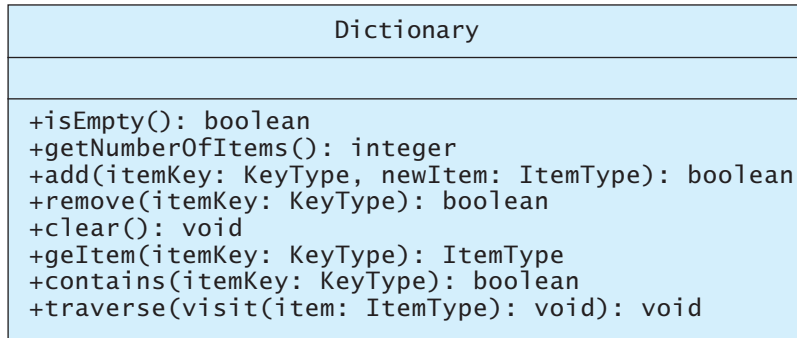 Dictionary
+isEmpty(): boolean
+getNumberOfItems(): integer
+add(itemKey: KeyType, newItem: ItemType): boolean
+remove(itemKey: KeyType): boolean
+clear(): void
+geItem(itemKey: KeyType): ItemType
+contains(itemKey: KeyType): boolean
+traverse(visit(item: ItemType): void): void